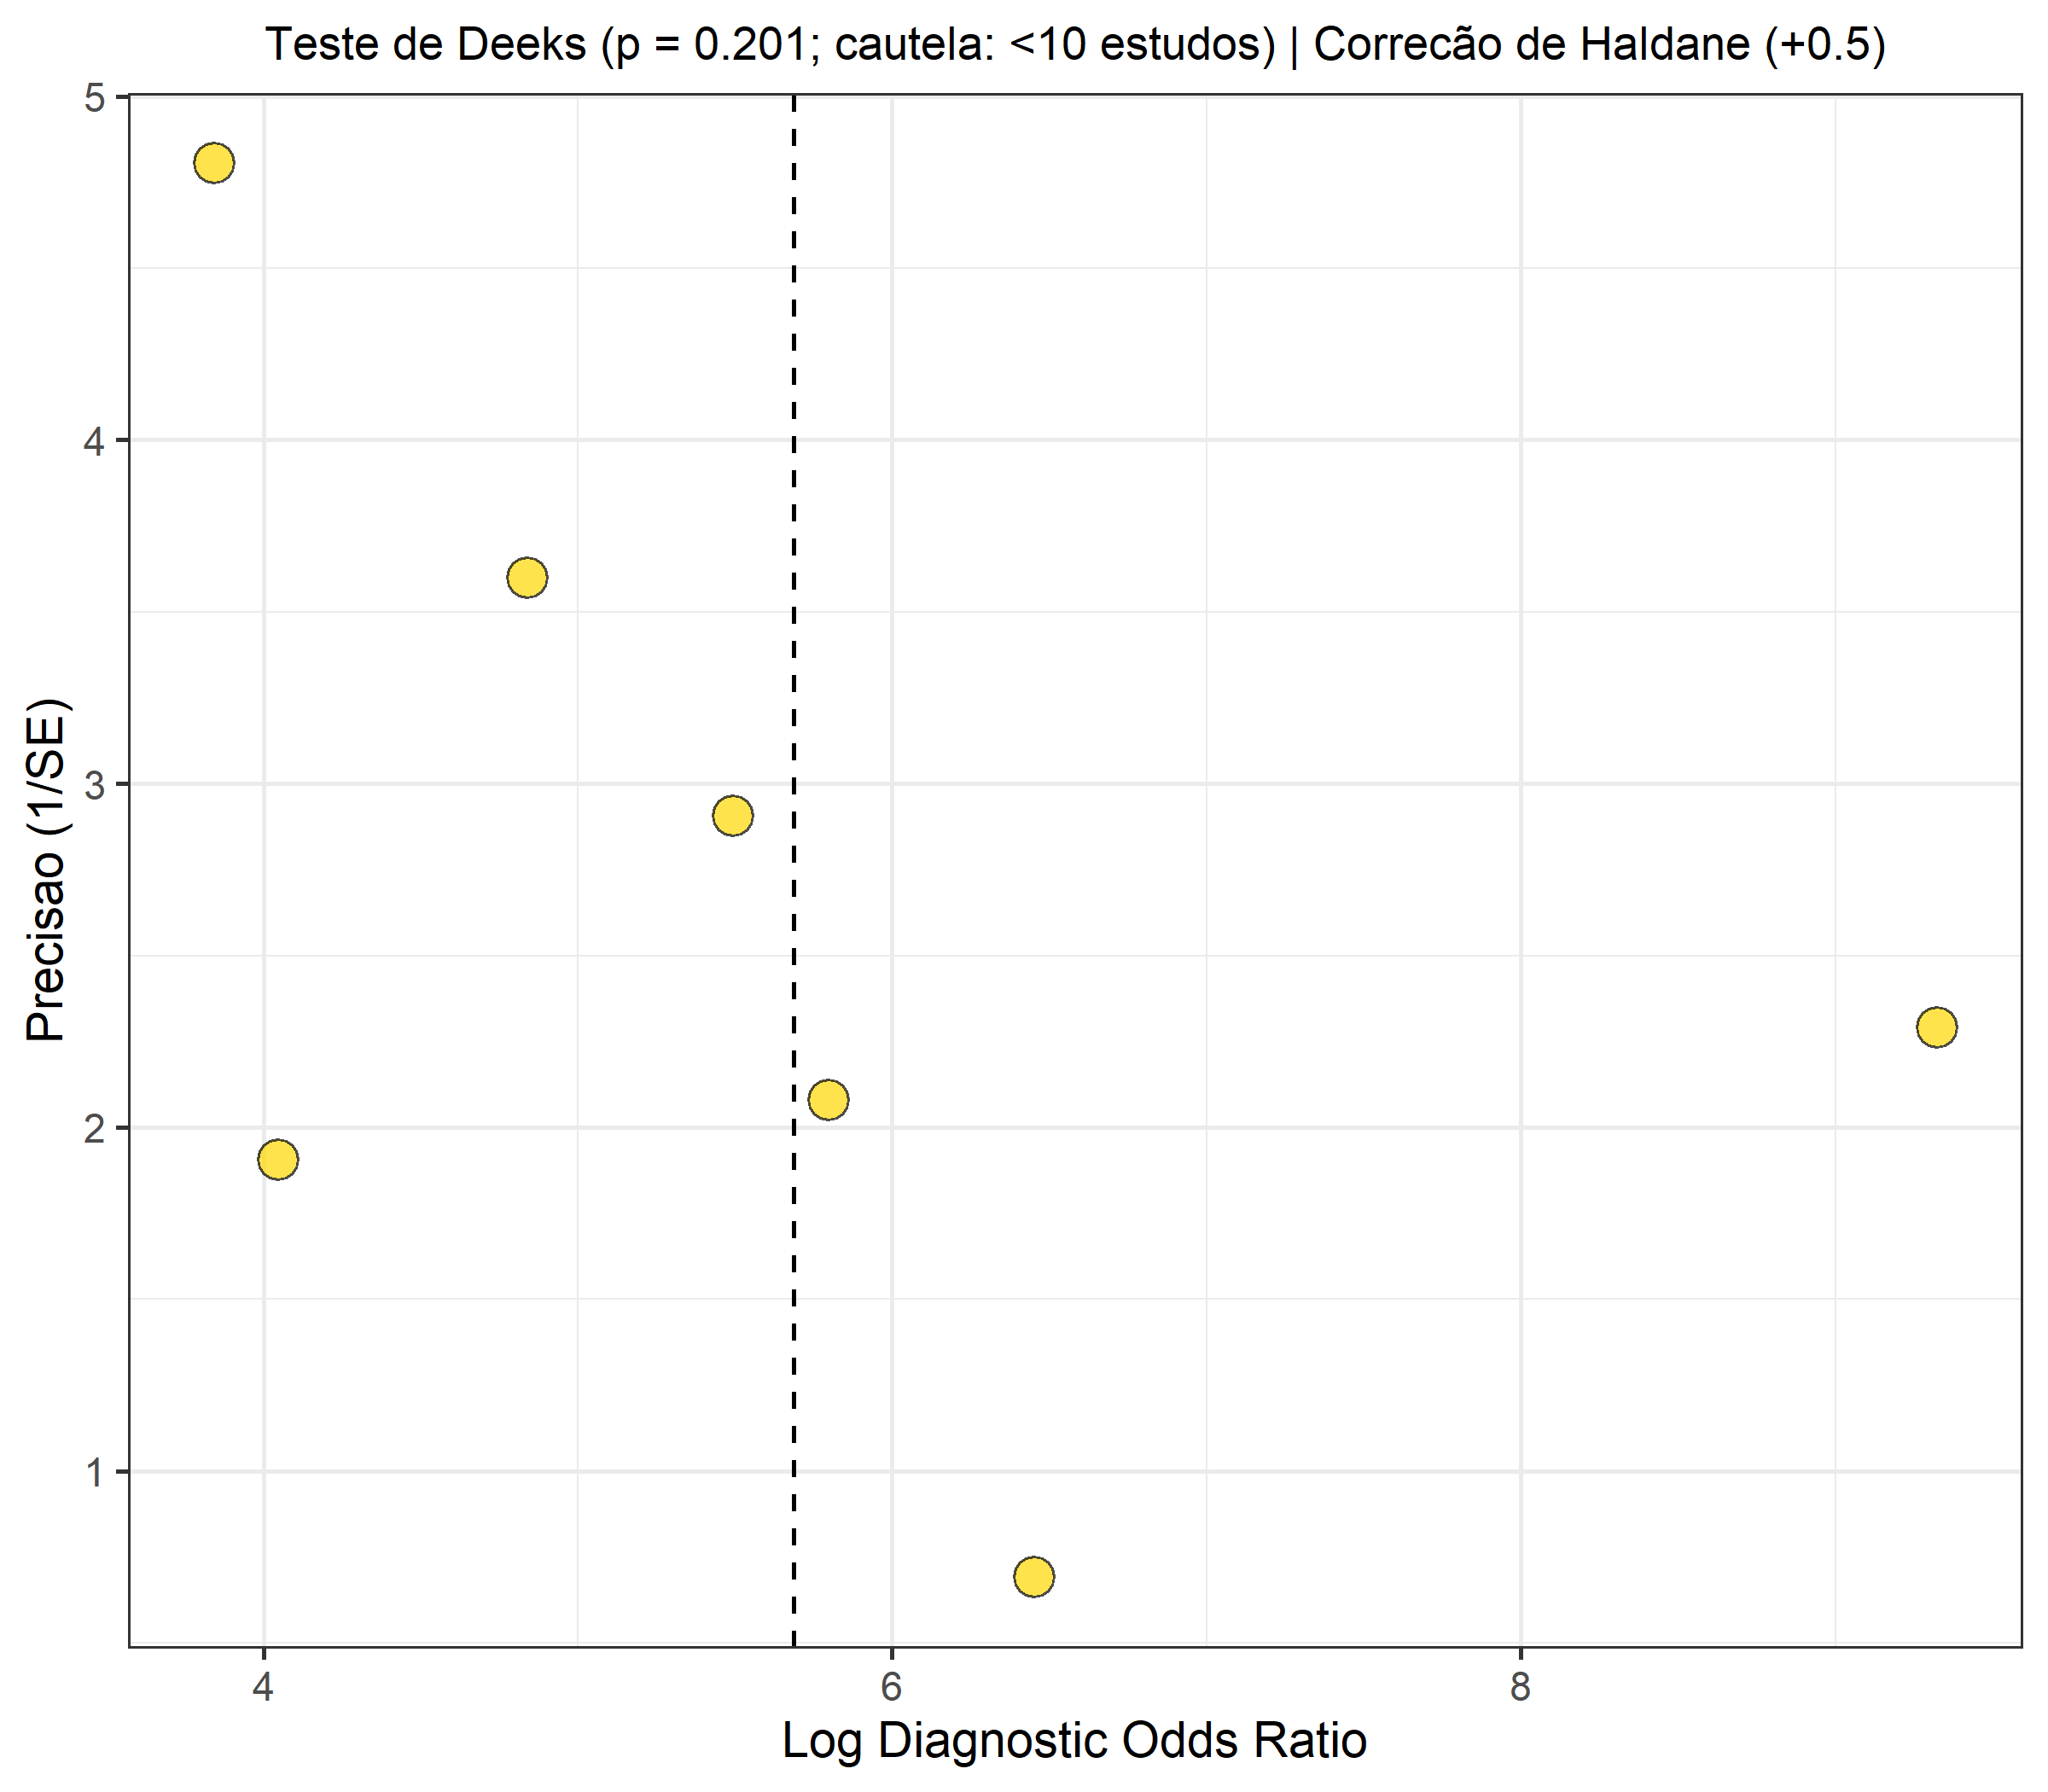 Teste de Deeks (p = 0.201; cautela: <10 estudos) | Correcão de Haldane (+0.5)
5
4
3
2
1
Precisao (1/SE)
4
6
8
Log Diagnostic Odds Ratio